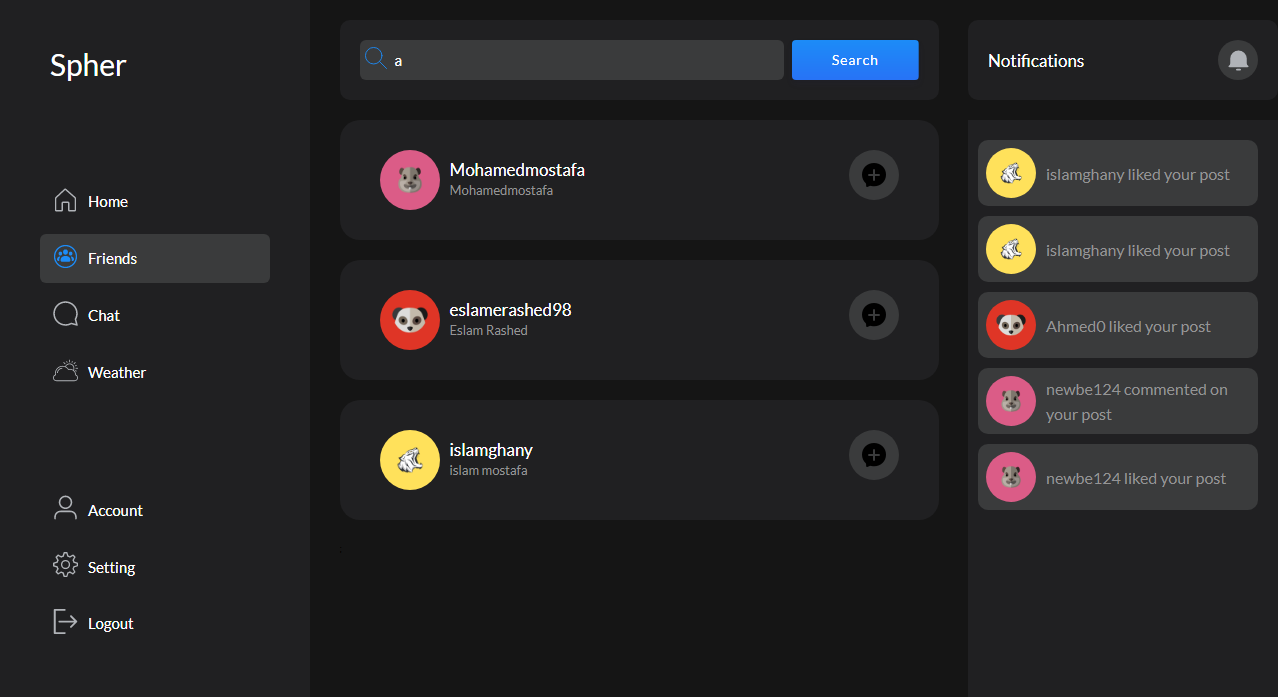 Spher
Home
Friends
Chat
Weather
Account
Setting
Logout
a
Search
Mohamedmostafa
Mohamedmostafa
eslamerashed98
Eslam Rashed
islamghany
islam mostafa
Notifications
islamghany liked your post
islamghany liked your post
Ahmed0 liked your post
newbe124 commented on
your post
newbe124 liked your post